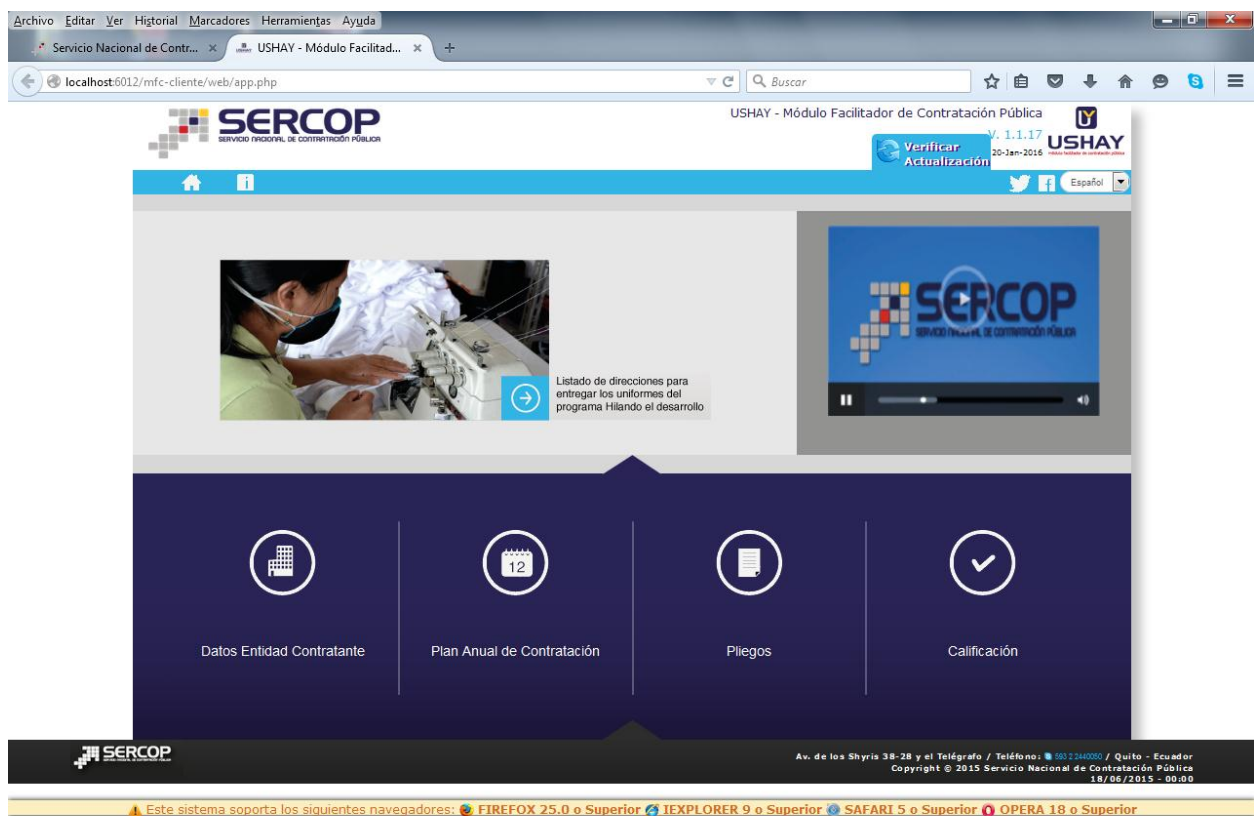 Archivo Editar Ver Historial Marcadores Herramientas Ayuda
Servicio Nacional de Contr... × USHAY - Módulo Facilitad... × +
localhost:6012/mfc-cliente/web/app.php Buscar
SERCOP
SERVICIO NACIONAL DE CONTRATACIÓN PÚBLICA
USHAY - Módulo Facilitador de Contratación Pública
V. 1.1.17
20-Jan-2016
Verificar
Actualización
USHAY
Español
Listado de direcciones para
entregar los uniformes del
programa Hilando el desarrollo
SERCOP
SERVICIO NACIONAL DE CONTRATACIÓN PÚBLICA
12
Datos Entidad Contratante Plan Anual de Contratación Pliegos Calificación
SERCOP
Av. de los Shyris 38-28 y el Telégrafo / Teléfono: 593 2 2440050 / Quito - Ecuador
Copyright © 2015 Servicio Nacional de Contratación Pública
18/06/2015 - 00:00
Este sistema soporta los siguientes navegadores: FIREFOX 25.0 o Superior IEXPLORER 9 o Superior SAFARI 5 o Superior OPERA 18 o Superior